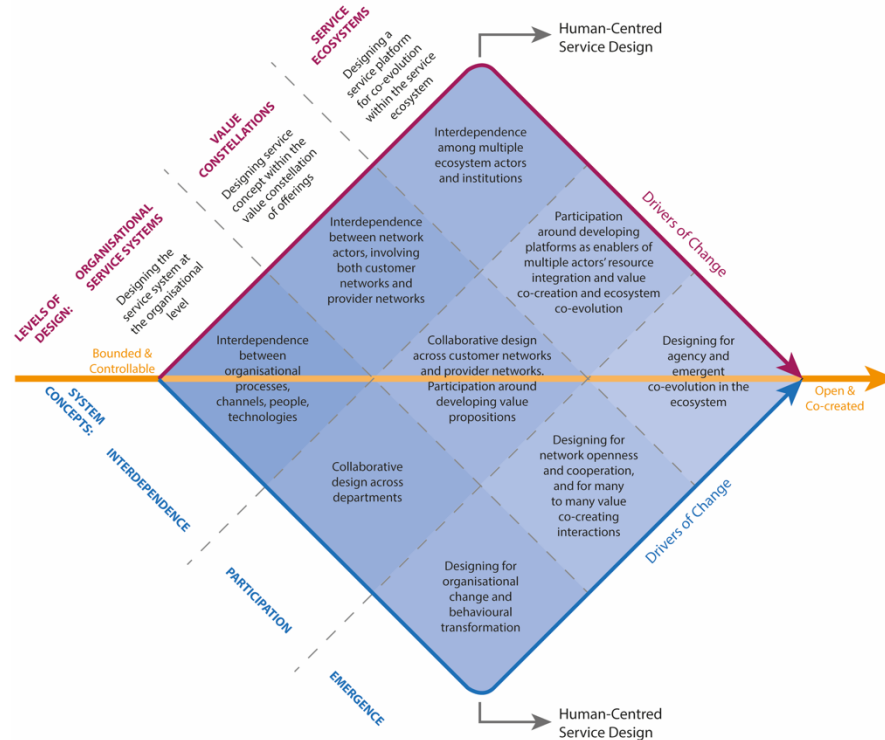 LEVELS OF
DESIGN:
ORGANISATIONAL
SERVICE SYSTEMS
Designing the
service system at
the organisational
level
VALUE
CONSTELLATIONS
Designing service
concept within the
value constellation
of offerings
SERVICE
ECOSYSTEMS
Designing a
service platform
for co-evolution
within the service
ecosystem
Human-Centred
Service Design
Interdependence
among multiple
ecosystem actors
and institutions
Drivers of Change
Interdependence
between network
actors, involving
both customer
networks and
provider networks
Participation
around developing
platforms as enablers of
multiple actors' resource
integration and value
co-creation and ecosystem
co-evolution
Bounded &
Controllable
Interdependence
between
organisational
processes,
channels, people,
technologies
Collaborative design
across customer networks
and provider networks.
Participation around
developing value
propositions
Designing for
agency and
emergent
co-evolution in the
ecosystem
Open &
Co-created
SYSTEM
CONCEPTS:
INTERDEPENDENCE
PARTICIPATION
EMERGENCE
Collaborative
design across
departments
Designing for
network openness
and cooperation,
and for many
to many value
co-creating
interactions
Drivers of Change
Designing for
organisational
change and
behavioural
transformation
Human-Centred
Service Design